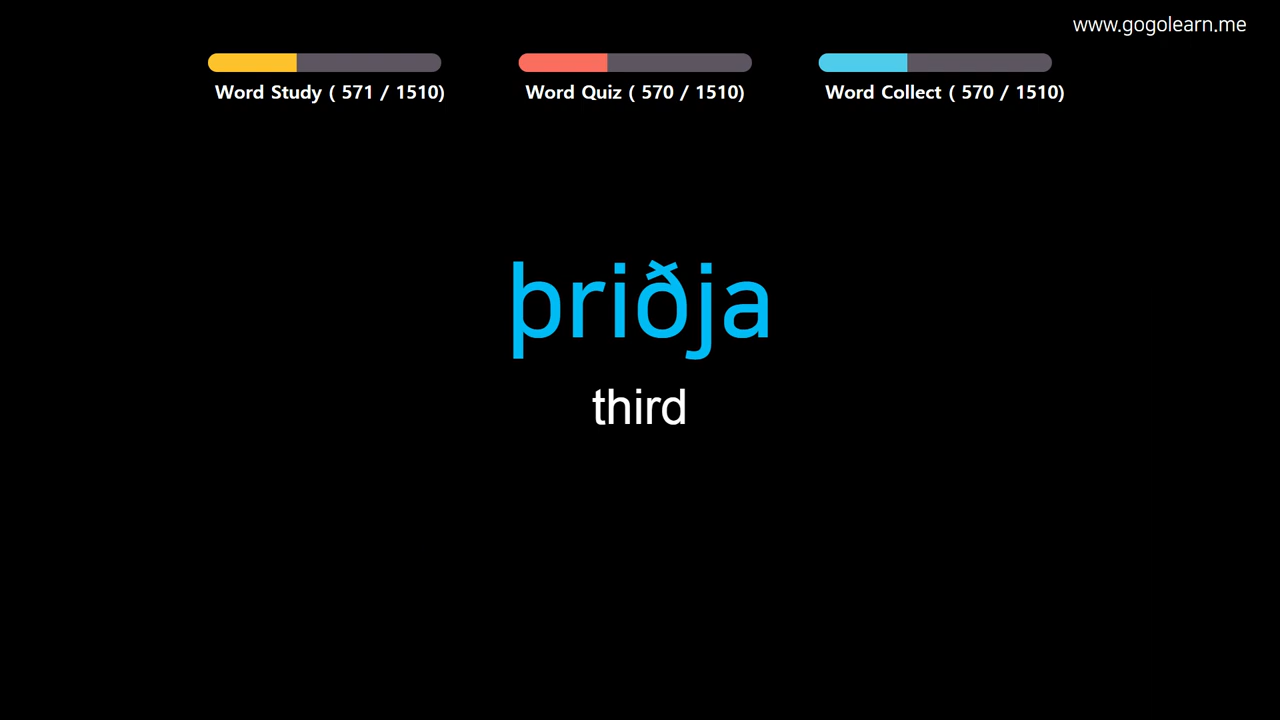 www.gogolearn.me
Word Study ( 571 / 1510)
Word Quiz ( 570 / 1510)
Word Collect ( 570 / 1510)
þriðja
third